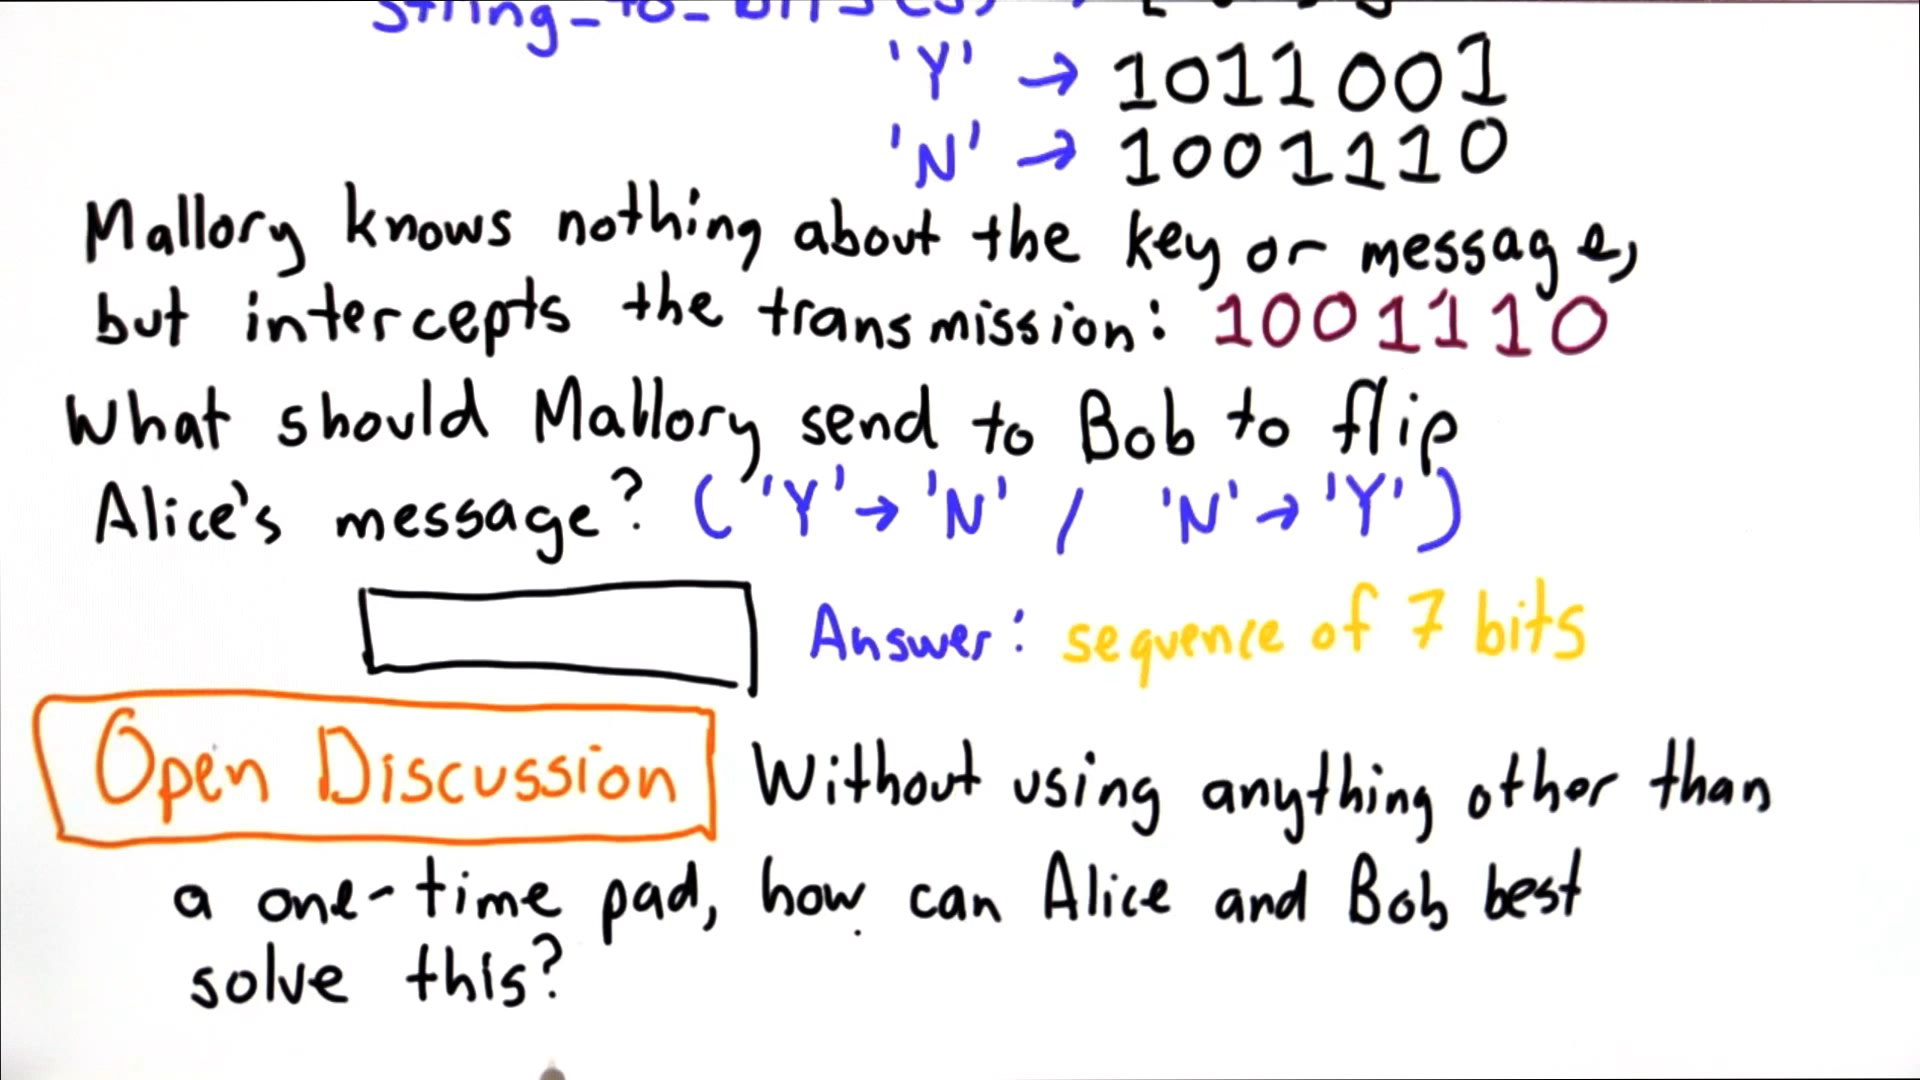 string_to_bits(s)
'Y' → 1011001
'N' → 1001110
Mallory knows nothing about the key or message,
but intercepts the transmission: 1001110
What should Mallory send to Bob to flip
Alice's message? ('Y' → 'N' / 'N' → 'Y')
Answer: sequence of 7 bits
Open Discussion Without using anything other than
a one-time pad, how can Alice and Bob best
solve this?